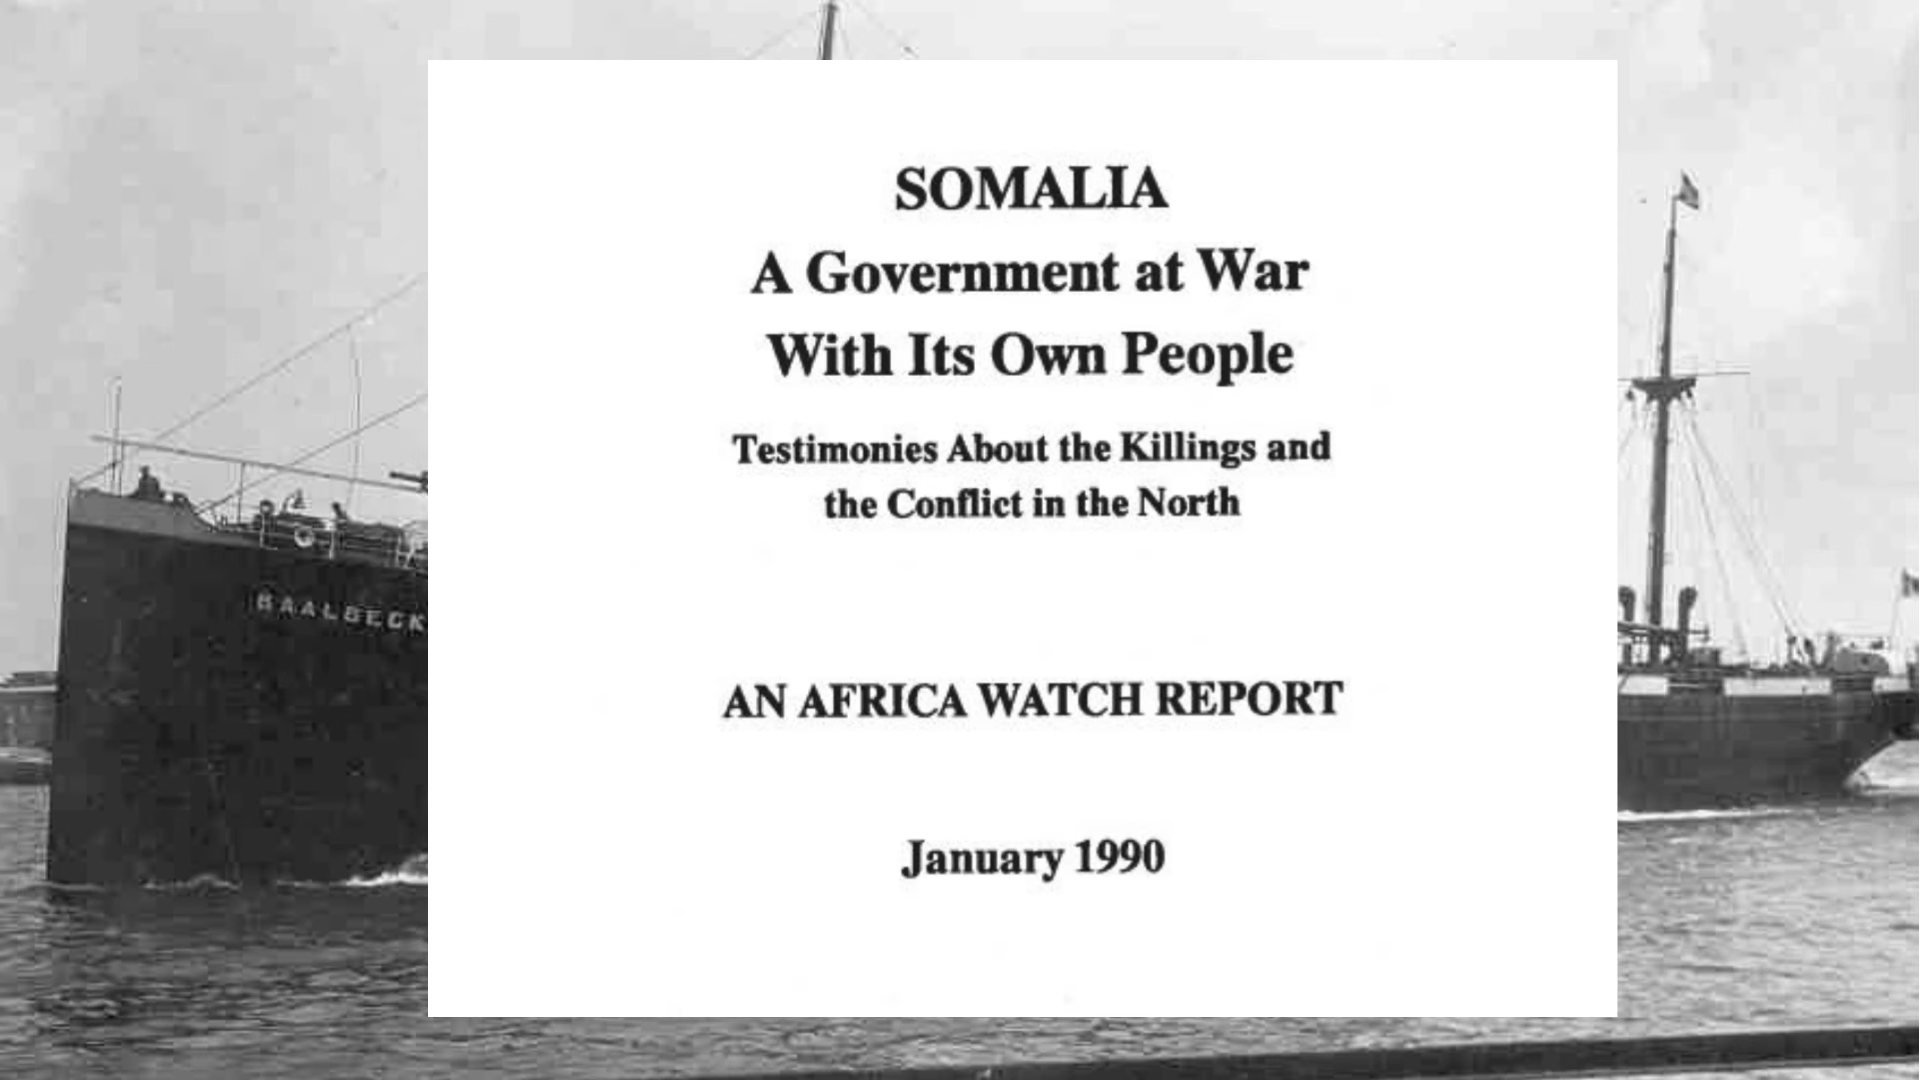 SOMALIA
A Government at War
With Its Own People
Testimonies About the Killings and
the Conflict in the North
AN AFRICA WATCH REPORT
January 1990
BAALBECK